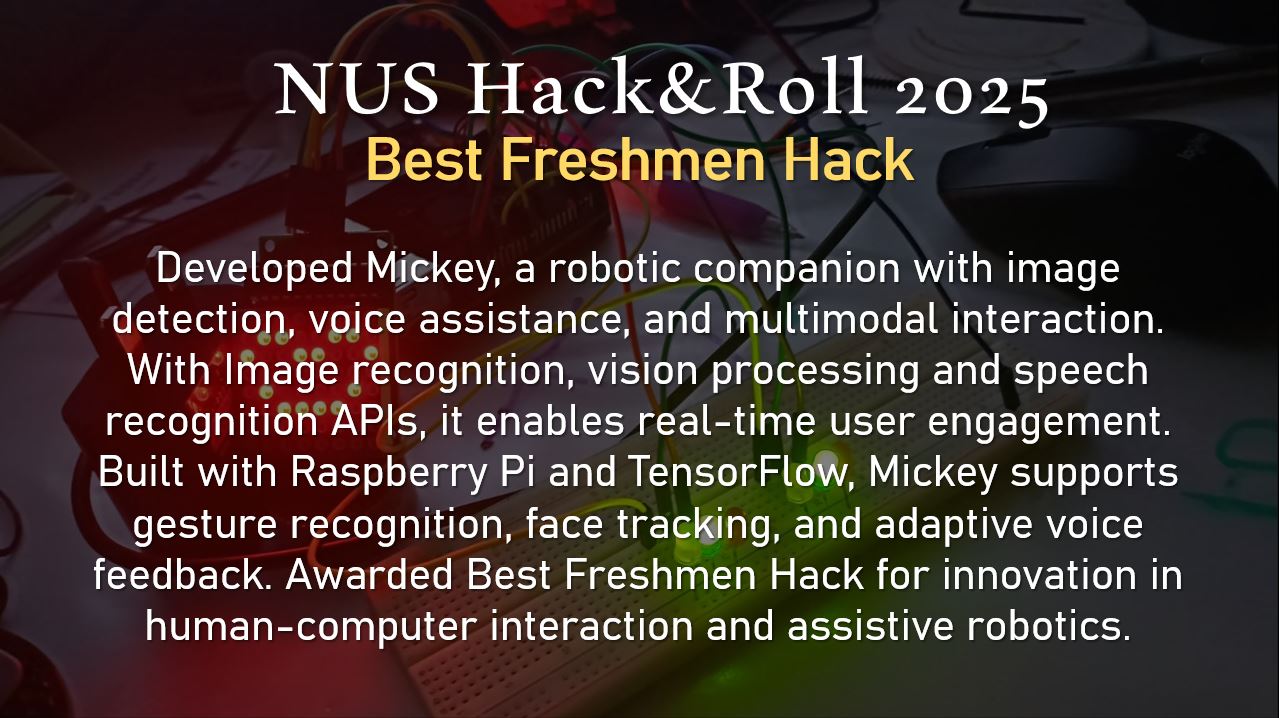 NUS Hack&Roll 2025
Best Freshmen Hack
Developed Mickey, a robotic companion with image
detection, voice assistance, and multimodal interaction.
With Image recognition, vision processing and speech
recognition APIs, it enables real-time user engagement.
Built with Raspberry Pi and TensorFlow, Mickey supports
gesture recognition, face tracking, and adaptive voice
feedback. Awarded Best Freshmen Hack for innovation in
human-computer interaction and assistive robotics.